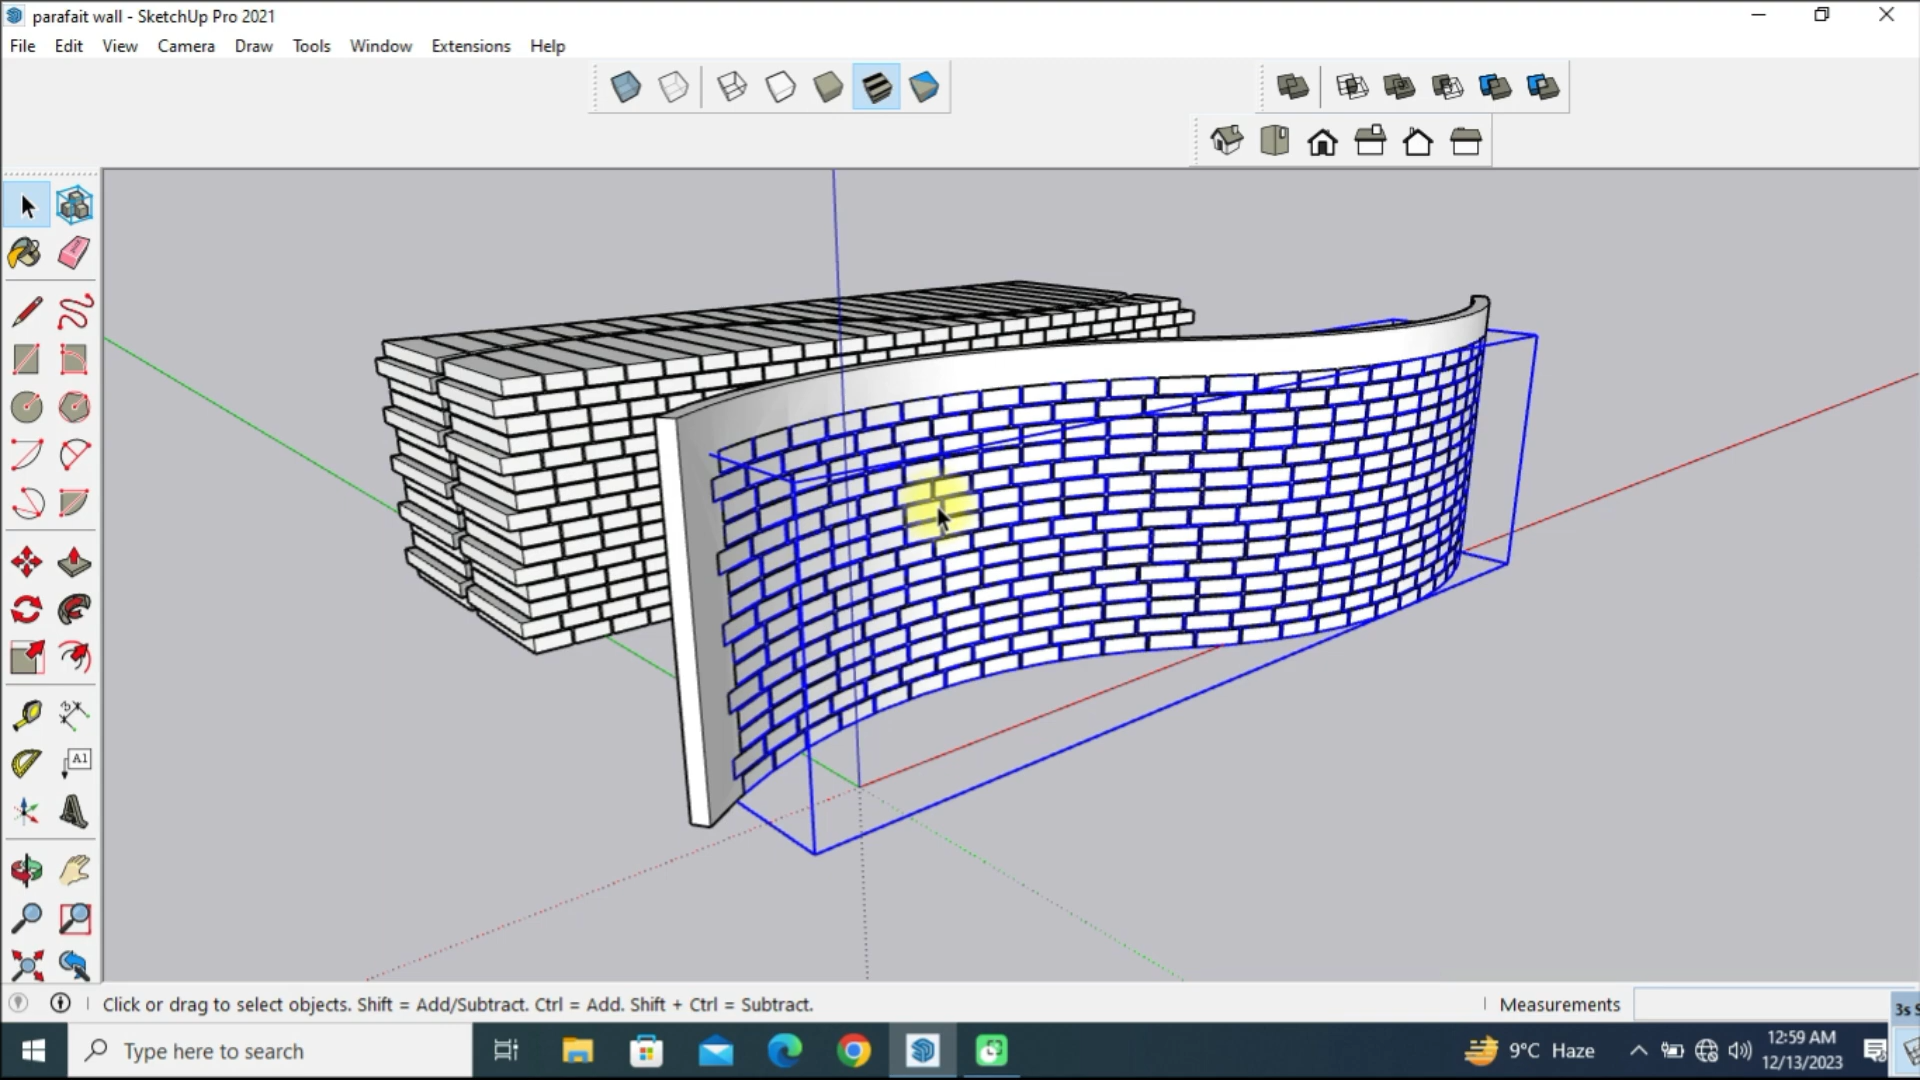 parafait wall - SketchUp Pro 2021
File Edit View Camera Draw Tools Window Extensions Help
A1
Click or drag to select objects. Shift = Add/Subtract. Ctrl = Add. Shift + Ctrl = Subtract.
Measurements
3s S
Type here to search
9°C Haze
12:59 AM
12/13/2023